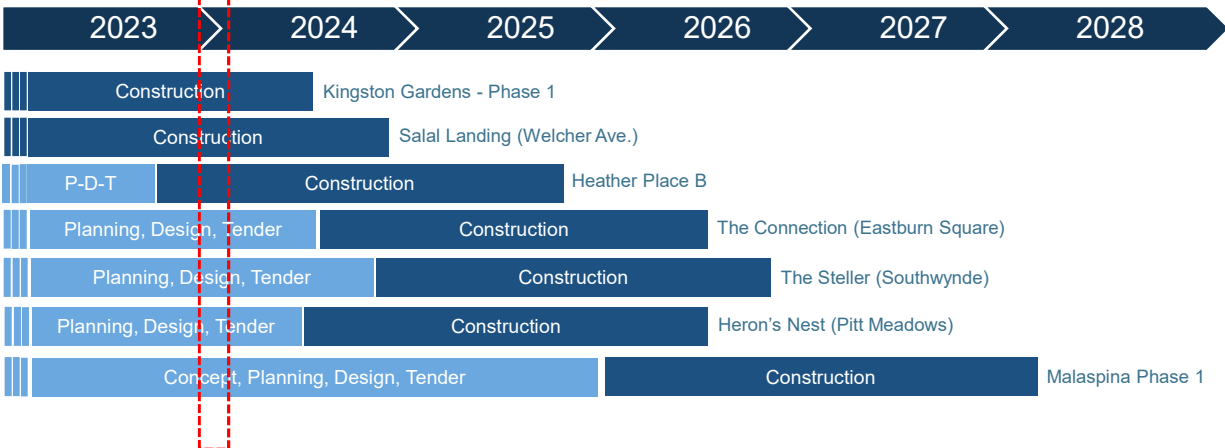 2023 2024 2025 2026 2027 2028
Construction Kingston Gardens - Phase 1
Construction Salal Landing (Welcher Ave.)
P-D-T Construction Heather Place B
Planning, Design, Tender Construction The Connection (Eastburn Square)
Planning, Design, Tender Construction The Steller (Southwynde)
Planning, Design, Tender Construction Heron’s Nest (Pitt Meadows)
Concept, Planning, Design, Tender Construction Malaspina Phase 1